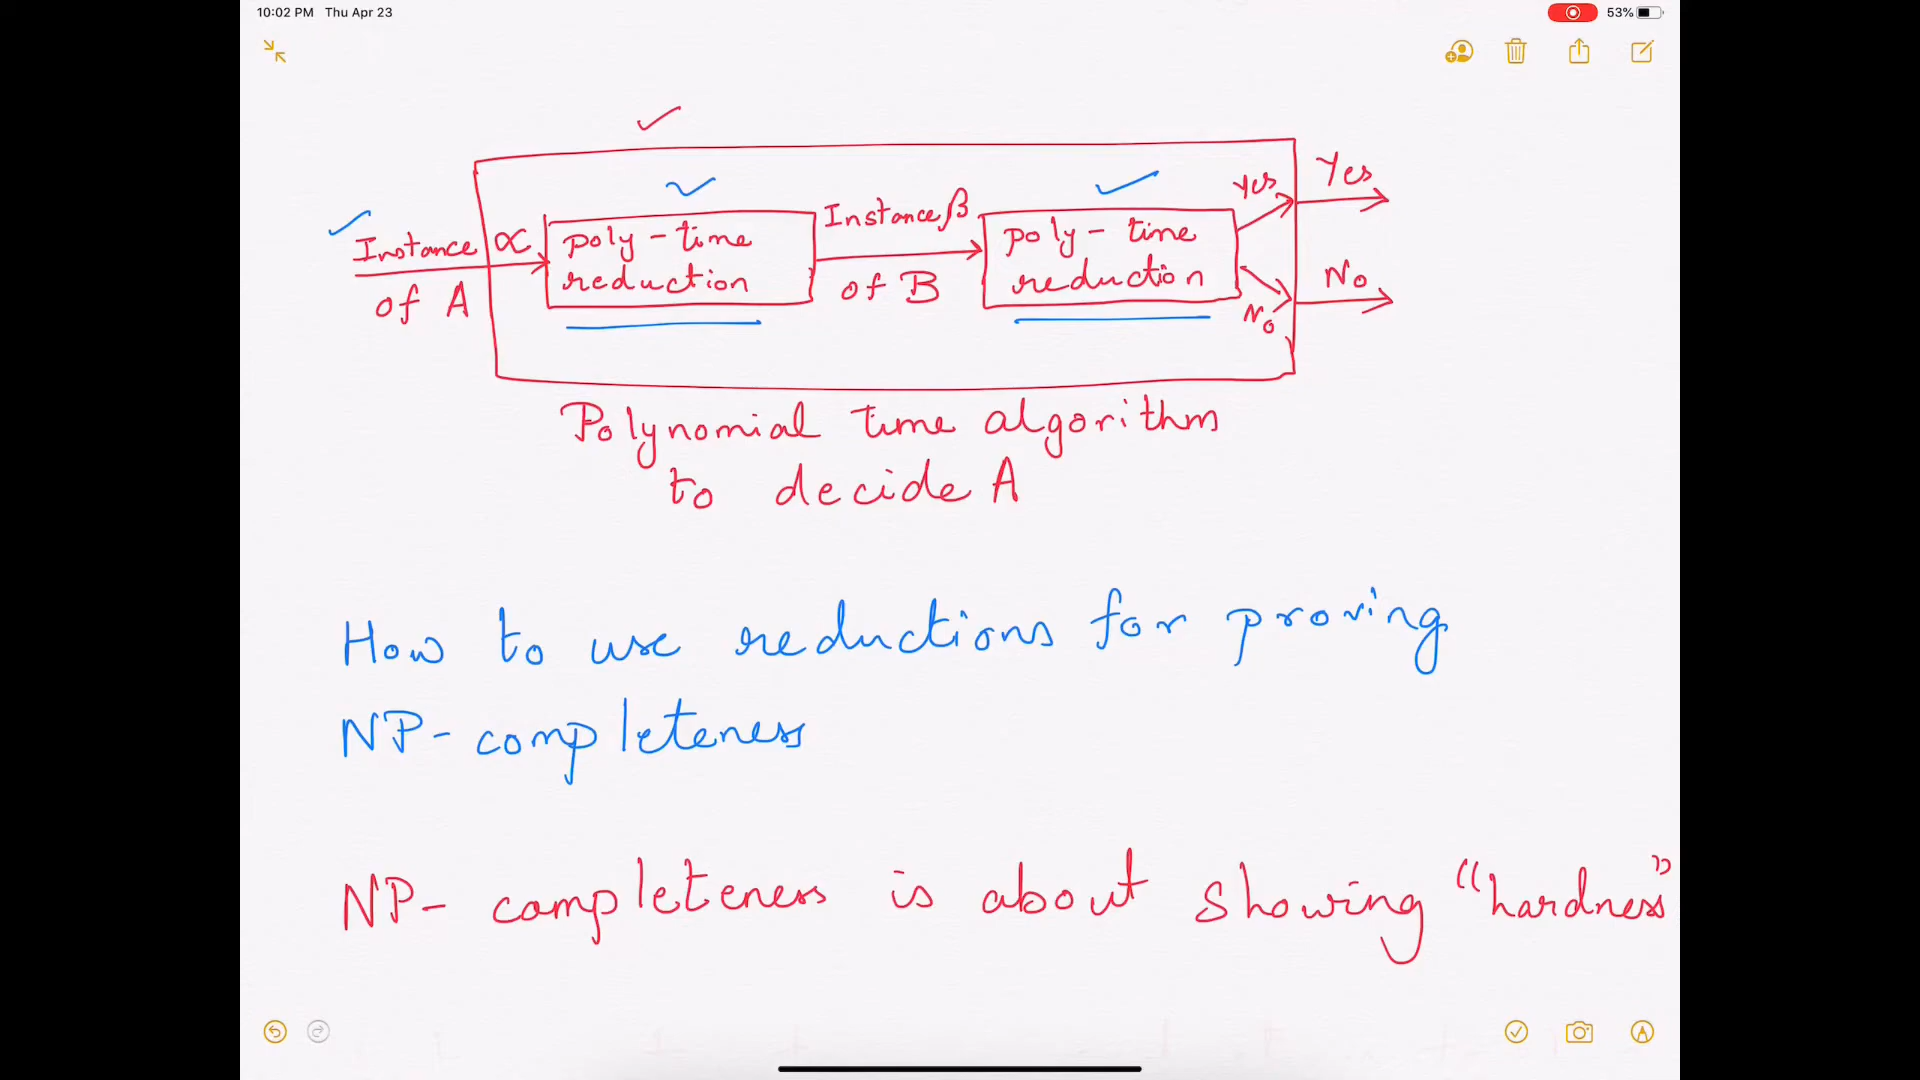 10:02 PM Thu Apr 23
53%
Yes
Yes
Instance α
of A
poly-time
reduction
Instance β
of B
poly-time
reduction
No
No
Polynomial time algorithm
to decide A
How to use reductions for proving
NP-completeness
NP-completeness is about showing "hardness"